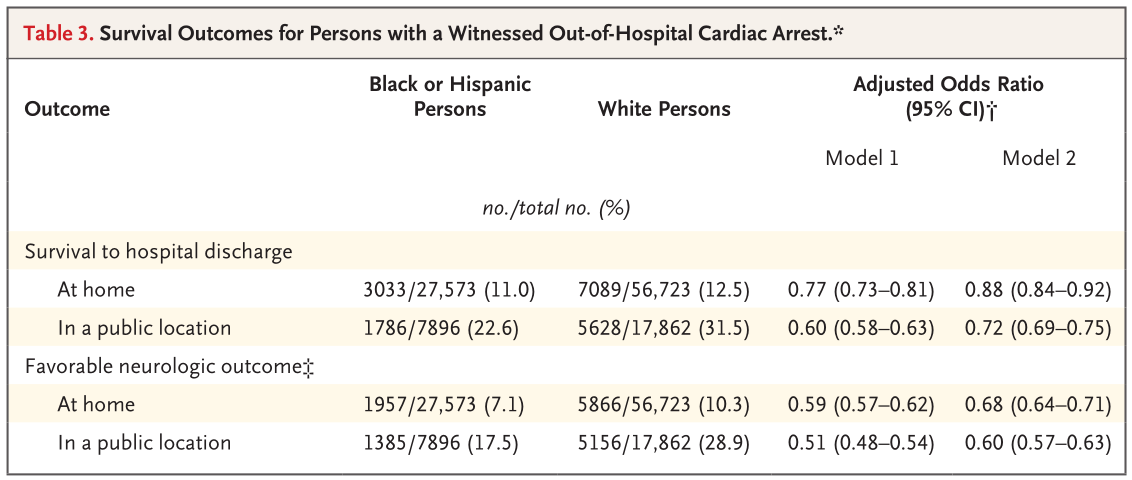 Table 3. Survival Outcomes for Persons with a Witnessed Out-of-Hospital Cardiac Arrest.*
Outcome Black or Hispanic Persons White Persons Adjusted Odds Ratio (95% CI)†
Model 1 Model 2
no./total no. (%)
Survival to hospital discharge
At home 3033/27,573 (11.0) 7089/56,723 (12.5) 0.77 (0.73–0.81) 0.88 (0.84–0.92)
In a public location 1786/7896 (22.6) 5628/17,862 (31.5) 0.60 (0.58–0.63) 0.72 (0.69–0.75)
Favorable neurologic outcome‡
At home 1957/27,573 (7.1) 5866/56,723 (10.3) 0.59 (0.57–0.62) 0.68 (0.64–0.71)
In a public location 1385/7896 (17.5) 5156/17,862 (28.9) 0.51 (0.48–0.54) 0.60 (0.57–0.63)